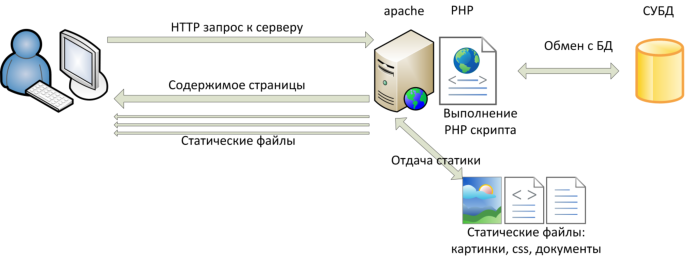 apache
PHP
СУБД
HTTP запрос к серверу
Обмен с БД
Содержимое страницы
Выполнение
PHP скрипта
Статические файлы
Отдача статики
Статические файлы:
картинки, css, документы